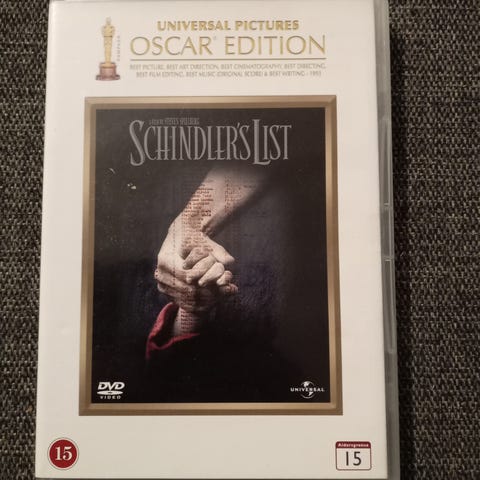 UNIVERSAL PICTURES
OSCAR® EDITION
BEST PICTURE, BEST ART DIRECTION, BEST CINEMATOGRAPHY, BEST DIRECTING,
BEST FILM EDITING, BEST MUSIC (ORIGINAL SCORE) & BEST WRITING - 1993
A FILM BY STEVEN SPIELBERG
SCHINDLER'S LIST
DVD
VIDEO
UNIVERSAL
15
Aldersgrense
15